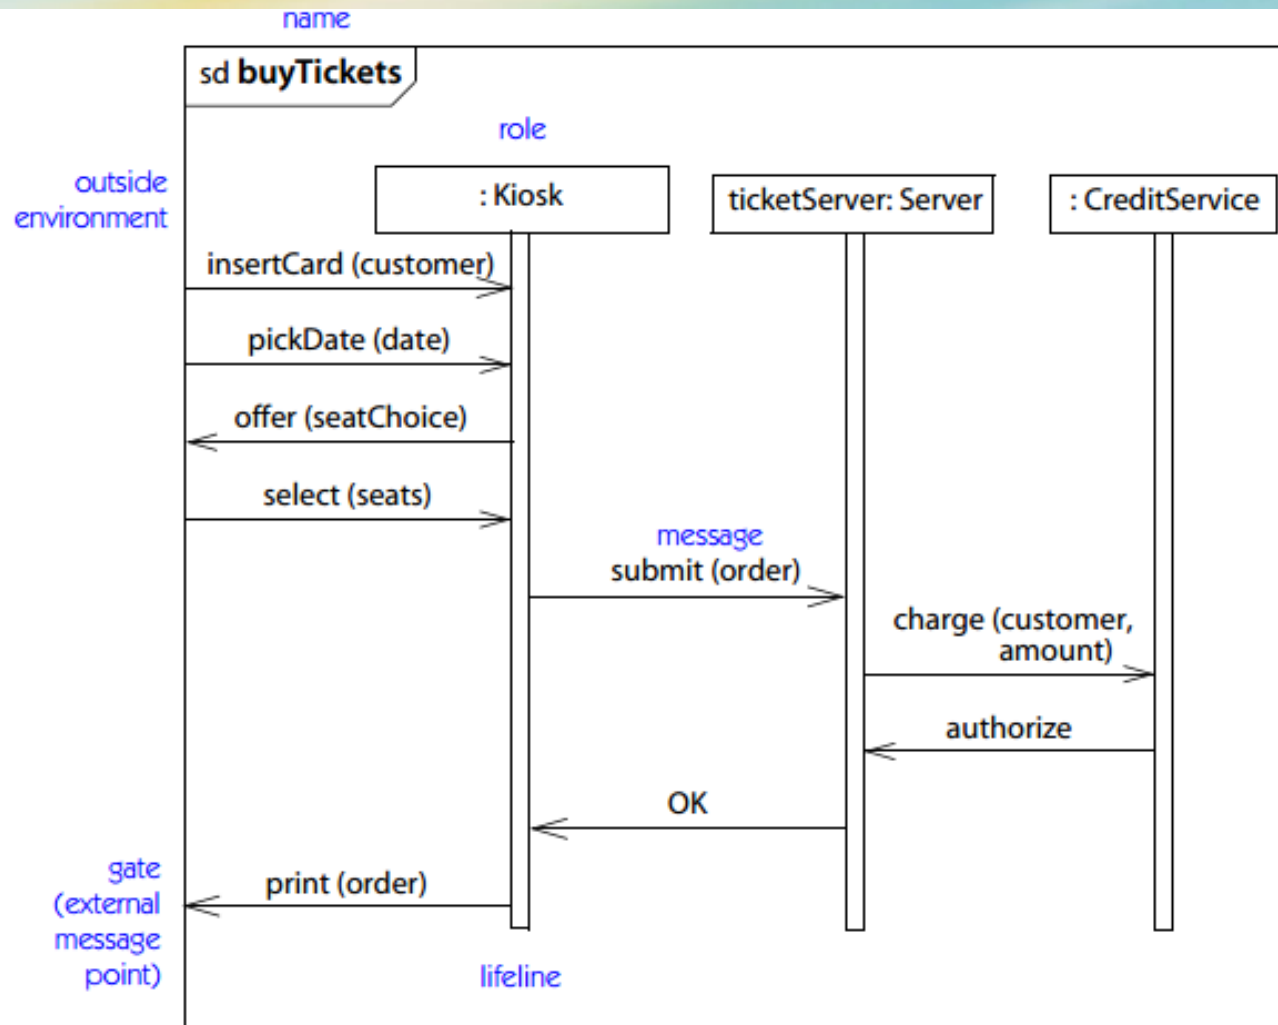 name
sd buyTickets
role
outside
environment
: Kiosk
ticketServer: Server
: CreditService
insertCard (customer)
pickDate (date)
offer (seatChoice)
select (seats)
message
submit (order)
charge (customer,
amount)
authorize
OK
gate
(external
message
point)
print (order)
lifeline